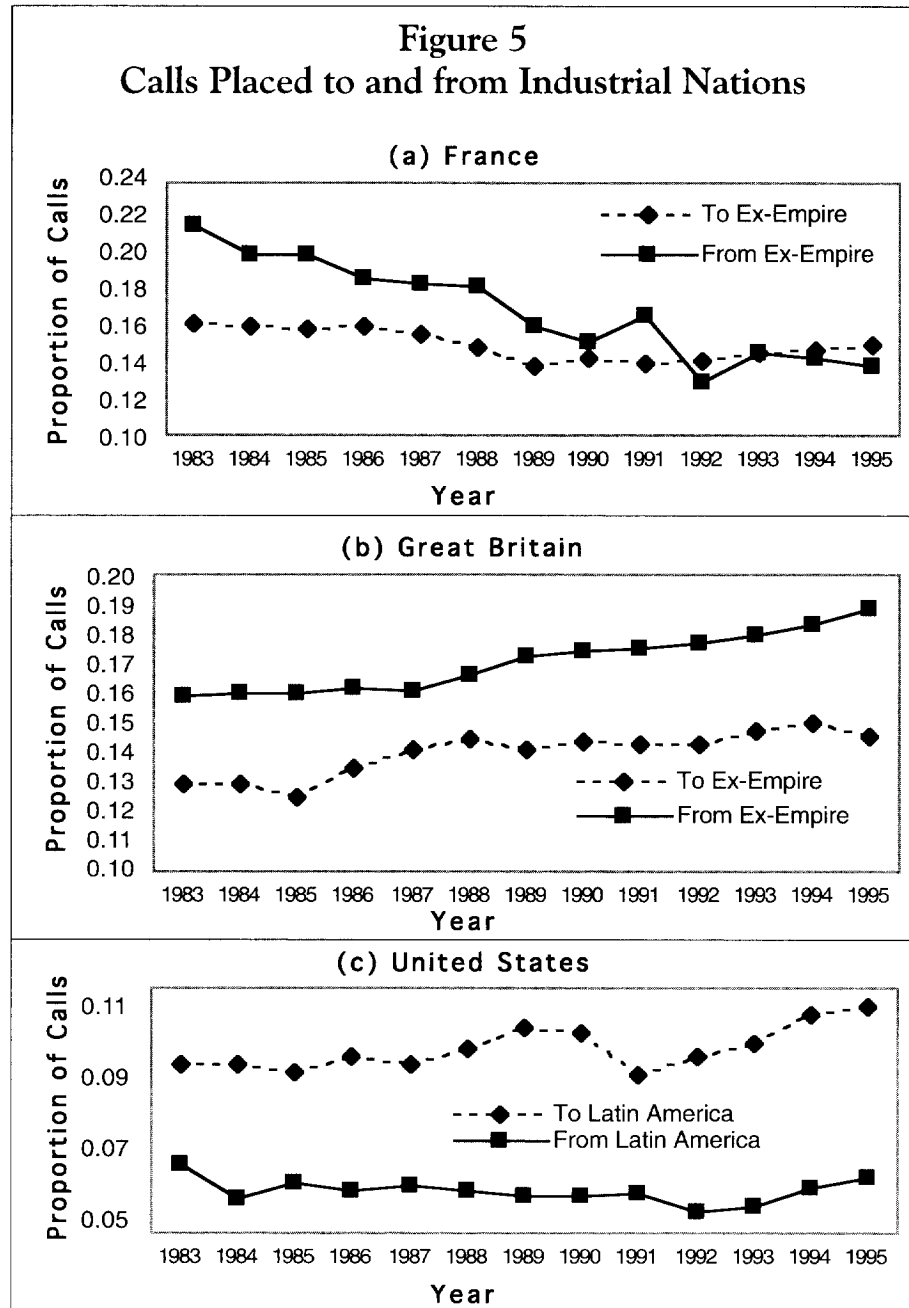 Figure 5
Calls Placed to and from Industrial Nations
(a) France
Proportion of Calls
0.24
0.22
0.20
0.18
0.16
0.14
0.12
0.10
To Ex-Empire
From Ex-Empire
1983 1984 1985 1986 1987 1988 1989 1990 1991 1992 1993 1994 1995
Year
(b) Great Britain
Proportion of Calls
0.20
0.19
0.18
0.17
0.16
0.15
0.14
0.13
0.12
0.11
0.10
To Ex-Empire
From Ex-Empire
1983 1984 1985 1986 1987 1988 1989 1990 1991 1992 1993 1994 1995
Year
(c) United States
Proportion of Calls
0.11
0.09
0.07
0.05
To Latin America
From Latin America
1983 1984 1985 1986 1987 1988 1989 1990 1991 1992 1993 1994 1995
Year